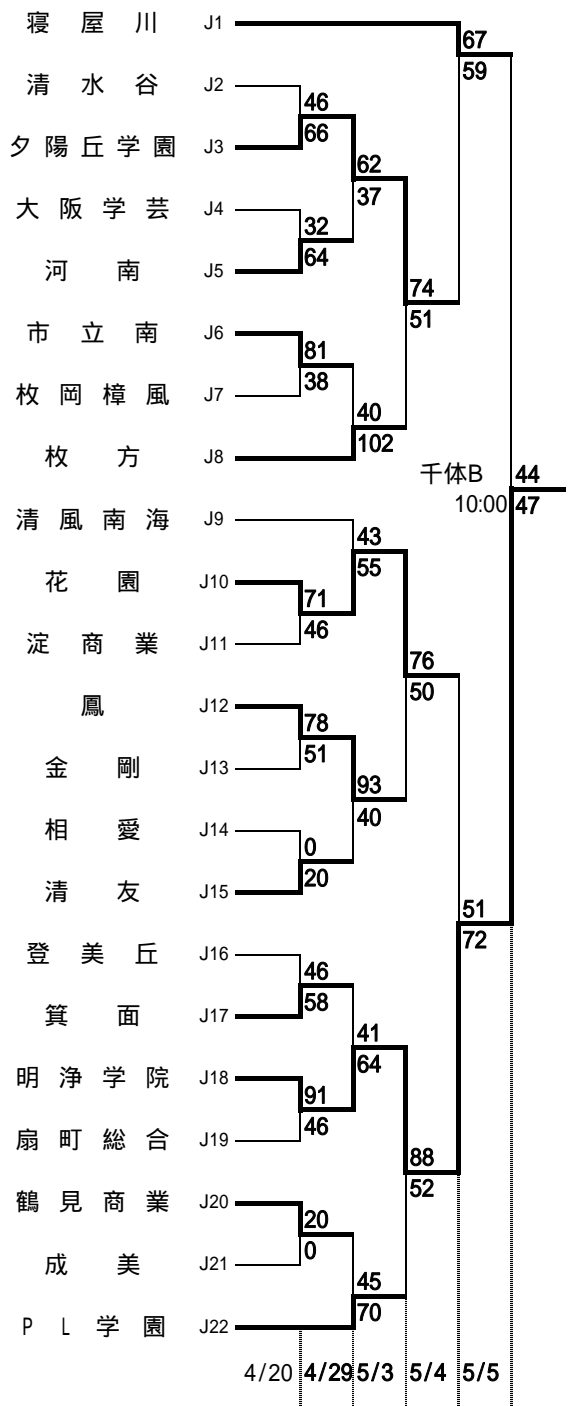 寝屋川 J1
67
59
清水谷 J2
46
66
夕陽丘学園 J3
62
37
大阪学芸 J4
32
64
河南 J5
74
51
市立南 J6
81
38
枚岡樟風 J7
40
102
枚方 J8
千体B 44
10:00 47
清風南海 J9
43
55
花園 J10
71
46
淀商業 J11
76
50
鳳 J12
78
51
金剛 J13
93
40
相愛 J14
0
20
清友 J15
51
72
登美丘 J16
46
58
箕面 J17
41
64
明浄学院 J18
91
46
扇町総合 J19
88
52
鶴見商業 J20
20
0
成美 J21
45
70
PL学園 J22
4/20 4/29 5/3 5/4 5/5